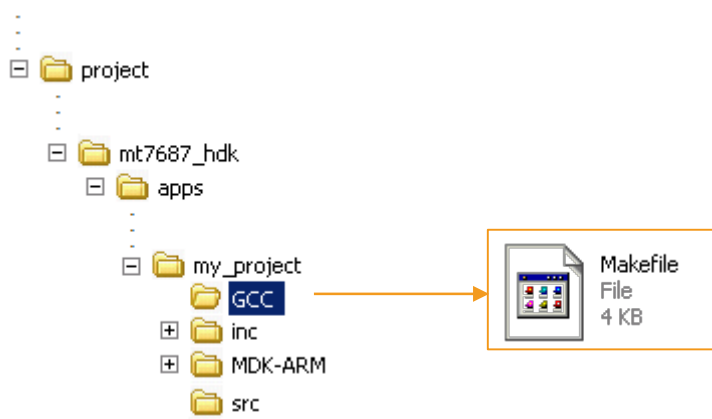 project
mt7687_hdk
apps
my_project
GCC
inc
MDK-ARM
src
Makefile
File
4 KB